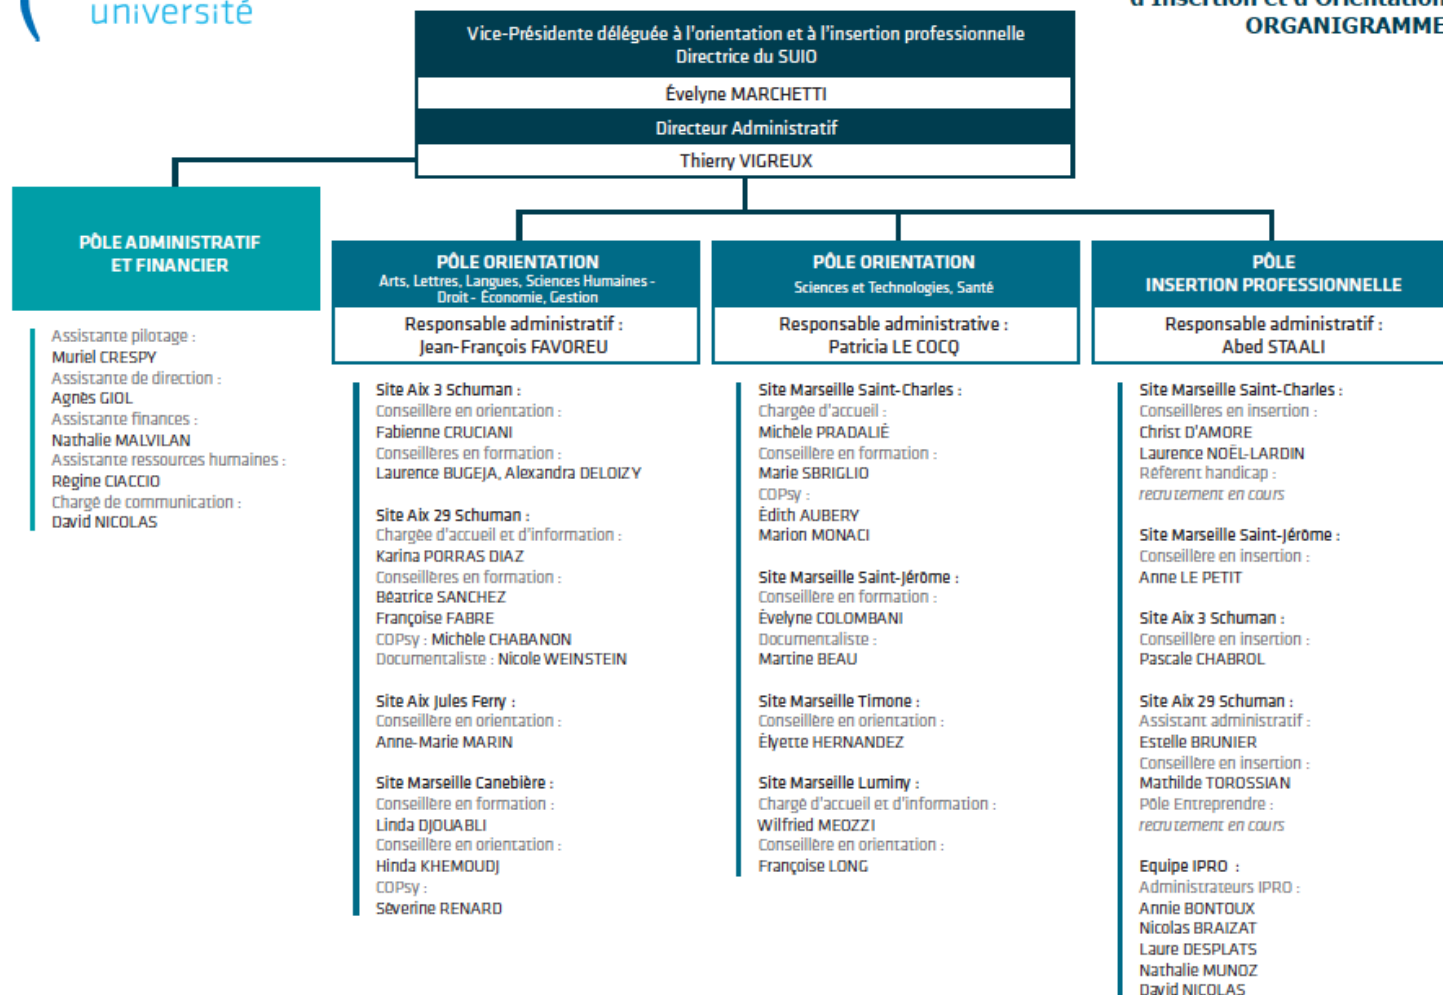 université
d'Insertion et d'Orientation
ORGANIGRAMME
Vice-Présidente déléguée à l'orientation et à l'insertion professionnelle
Directrice du SUIO
Évelyne MARCHETTI
Directeur Administratif
Thierry VIGREUX
PÔLE ADMINISTRATIF
ET FINANCIER
Assistante pilotage :
Muriel CRESPY
Assistante de direction :
Agnès GIOL
Assistante finances :
Nathalie MALVILAN
Assistante ressources humaines :
Régine CIACCIO
Chargé de communication :
David NICOLAS
PÔLE ORIENTATION
Arts, Lettres, Langues, Sciences Humaines -
Droit - Économie, Gestion
Responsable administratif :
Jean-François FAVOREU
Site Aix 3 Schuman :
Conseillère en orientation :
Fabienne CRUCIANI
Conseillères en formation :
Laurence BUGEJA, Alexandra DELOIZY
Site Aix 29 Schuman :
Chargée d'accueil et d'information :
Karina PORRAS DIAZ
Conseillères en formation :
Béatrice SANCHEZ
Françoise FABRE
COPsy : Michèle CHABANON
Documentaliste : Nicole WEINSTEIN
Site Aix Jules Ferry :
Conseillère en orientation :
Anne-Marie MARIN
Site Marseille Canebière :
Conseillère en formation :
Linda DJOUABLI
Conseillère en orientation :
Hinda KHEMOUDJ
COPsy :
Séverine RENARD
PÔLE ORIENTATION
Sciences et Technologies, Santé
Responsable administrative :
Patricia LE COCQ
Site Marseille Saint-Charles :
Chargée d'accueil :
Michèle PRADALIÉ
Conseillère en formation :
Marie SBRIGLIO
COPsy :
Édith AUBERY
Marion MONACI
Site Marseille Saint-Jérôme :
Conseillère en formation :
Évelyne COLOMBANI
Documentaliste :
Martine BEAU
Site Marseille Timone :
Conseillère en orientation :
Élyette HERNANDEZ
Site Marseille Luminy :
Chargé d'accueil et d'information :
Wilfried MEOZZI
Conseillère en orientation :
Françoise LONG
PÔLE
INSERTION PROFESSIONNELLE
Responsable administratif :
Abed STAALI
Site Marseille Saint-Charles :
Conseillères en insertion :
Christ D'AMORE
Laurence NOËL-LARDIN
Référent handicap :
recrutement en cours
Site Marseille Saint-Jérôme :
Conseillère en insertion :
Anne LE PETIT
Site Aix 3 Schuman :
Conseillère en insertion :
Pascale CHABROL
Site Aix 29 Schuman :
Assistant administratif :
Estelle BRUNIER
Conseillère en insertion :
Mathilde TOROSSIAN
Pôle Entreprendre :
recrutement en cours
Equipe IPRO :
Administrateurs IPRO :
Annie BONTOUX
Nicolas BRAIZAT
Laure DESPLATS
Nathalie MUNOZ
David NICOLAS